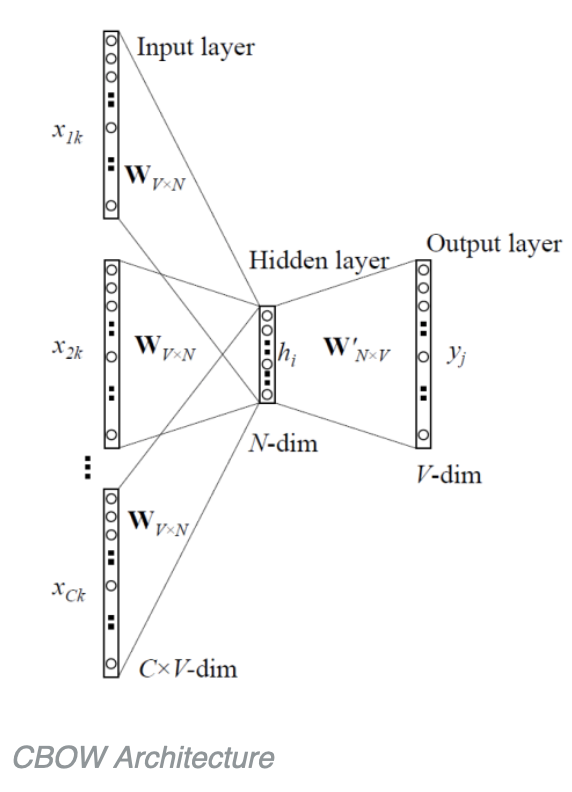 Input layer
x1k
WV×N
Hidden layer
Output layer
x2k
WV×N
hi
W'N×V
yj
N-dim
V-dim
WV×N
xCk
C×V-dim
CBOW Architecture